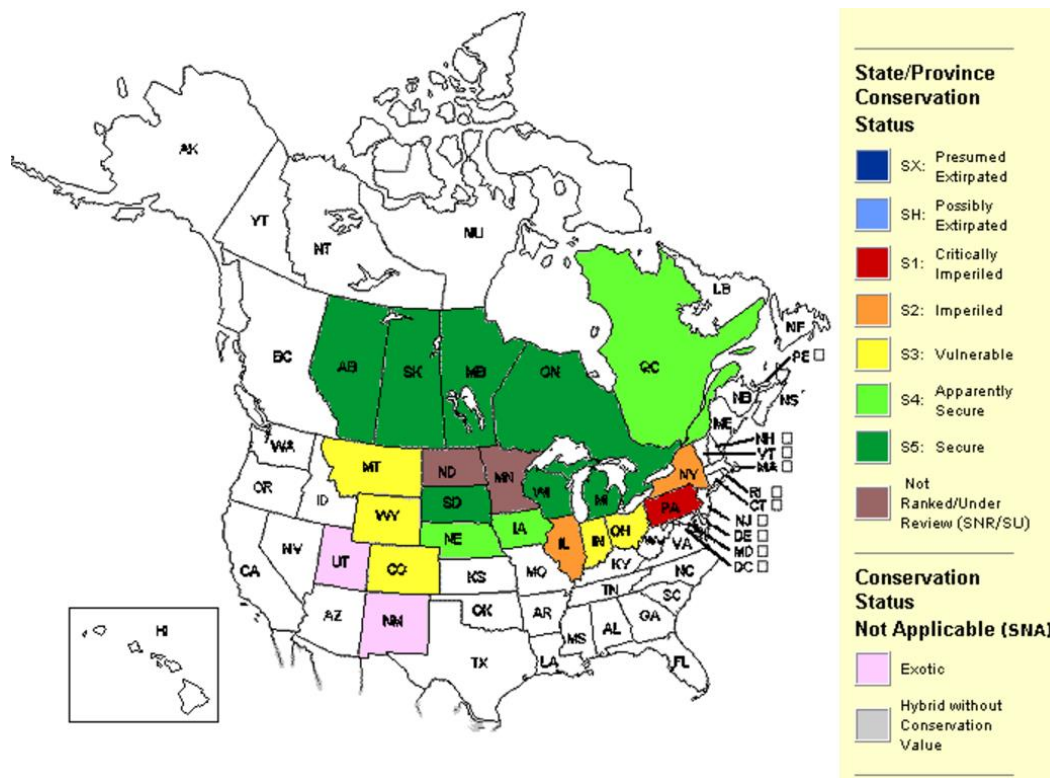 AK
YT
NT
NU
BC
AB
SK
MB
ON
QC
LB
NF
PE
NB
NS
ME
NH
VT
MA
RI
CT
NJ
DE
MD
DC
WA
OR
ID
MT
ND
MN
WI
MI
NY
PA
WY
SD
IA
NE
IL
IN
OH
WV
VA
NV
UT
CO
KS
MO
KY
CA
AZ
NM
OK
AR
TN
NC
SC
MS
AL
GA
TX
LA
FL
HI
State/Province
Conservation
Status
SX: Presumed
Extirpated
SH: Possibly
Extirpated
S1: Critically
Imperiled
S2: Imperiled
S3: Vulnerable
S4: Apparently
Secure
S5: Secure
Not
Ranked/Under
Review (SNR/SU)
Conservation
Status
Not Applicable (SNA)
Exotic
Hybrid without
Conservation
Value